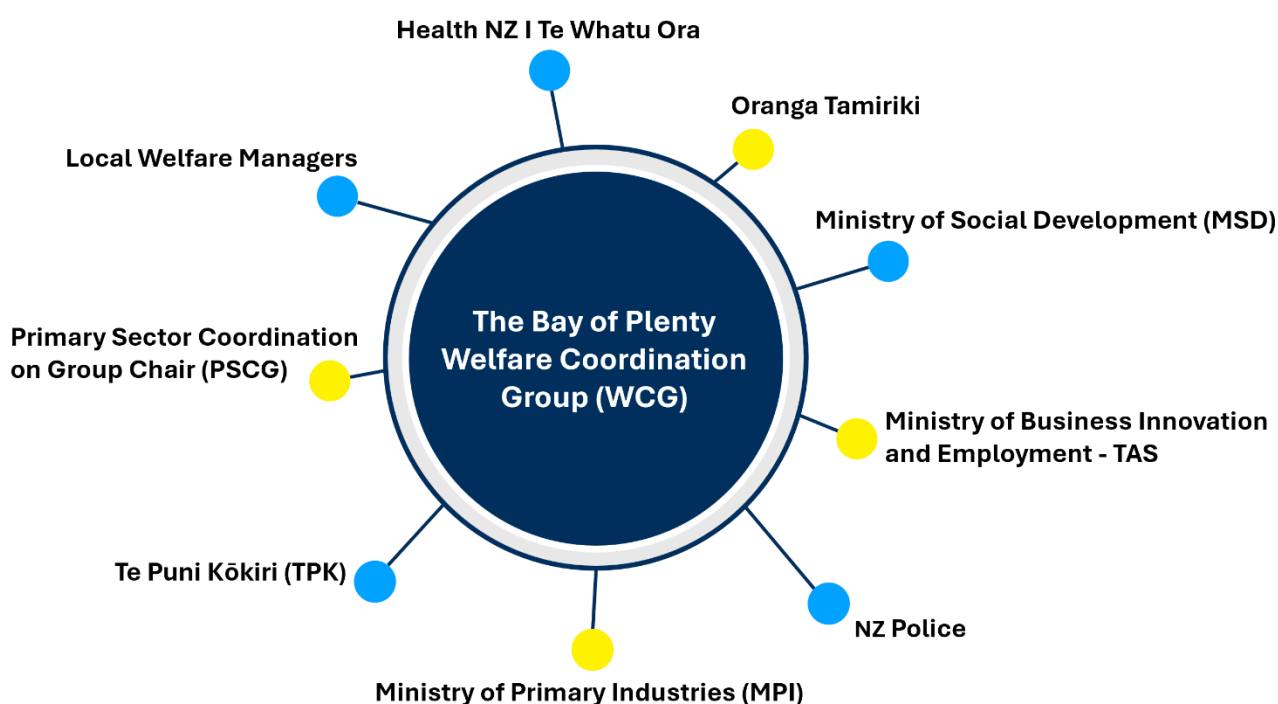 Health NZ I Te Whatu Ora
Oranga Tamiriki
Local Welfare Managers
Ministry of Social Development (MSD)
The Bay of Plenty
Welfare Coordination
Group (WCG)
Primary Sector Coordination
on Group Chair (PSCG)
Ministry of Business Innovation
and Employment - TAS
Te Puni Kōkiri (TPK)
NZ Police
Ministry of Primary Industries (MPI)